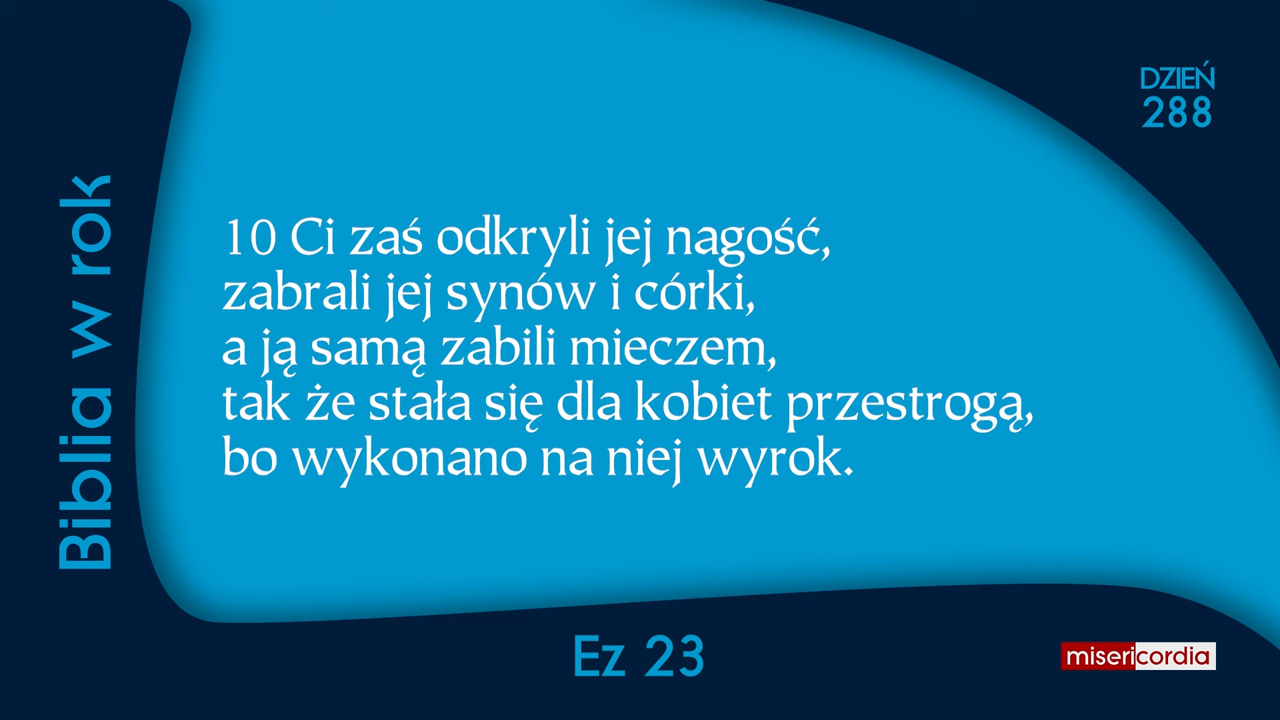 DZIEŃ
288
Biblia w rok
10 Ci zaś odkryli jej nagość,
zabrali jej synów i córki,
a ją samą zabili mieczem,
tak że stała się dla kobiet przestrogą,
bo wykonano na niej wyrok.
Ez 23
misericordia